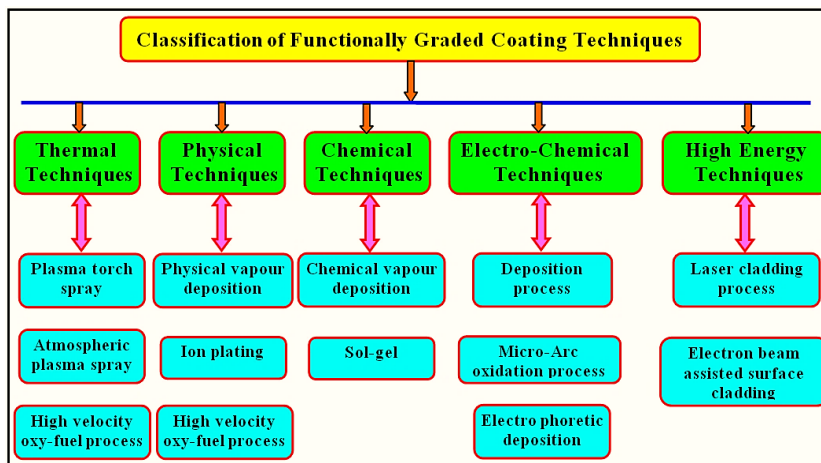 Classification of Functionally Graded Coating Techniques
Thermal
Techniques
Physical
Techniques
Chemical
Techniques
Electro-Chemical
Techniques
High Energy
Techniques
Plasma torch
spray
Physical vapour
deposition
Chemical vapour
deposition
Deposition
process
Laser cladding
process
Atmospheric
plasma spray
Ion plating
Sol-gel
Micro-Arc
oxidation process
Electron beam
assisted surface
cladding
High velocity
oxy-fuel process
High velocity
oxy-fuel process
Electro phoretic
deposition